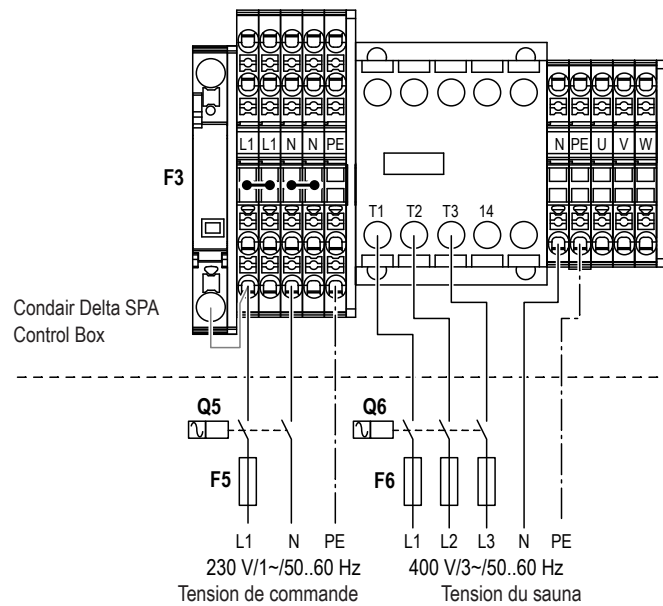 L1 L1 N N PE
N PE U V W
F3
T1 T2 T3 14
Condair Delta SPA
Control Box
Q5
Q6
F5
F6
L1 N PE
L1 L2 L3 N PE
230 V/1~/50..60 Hz
400 V/3~/50..60 Hz
Tension de commande
Tension du sauna